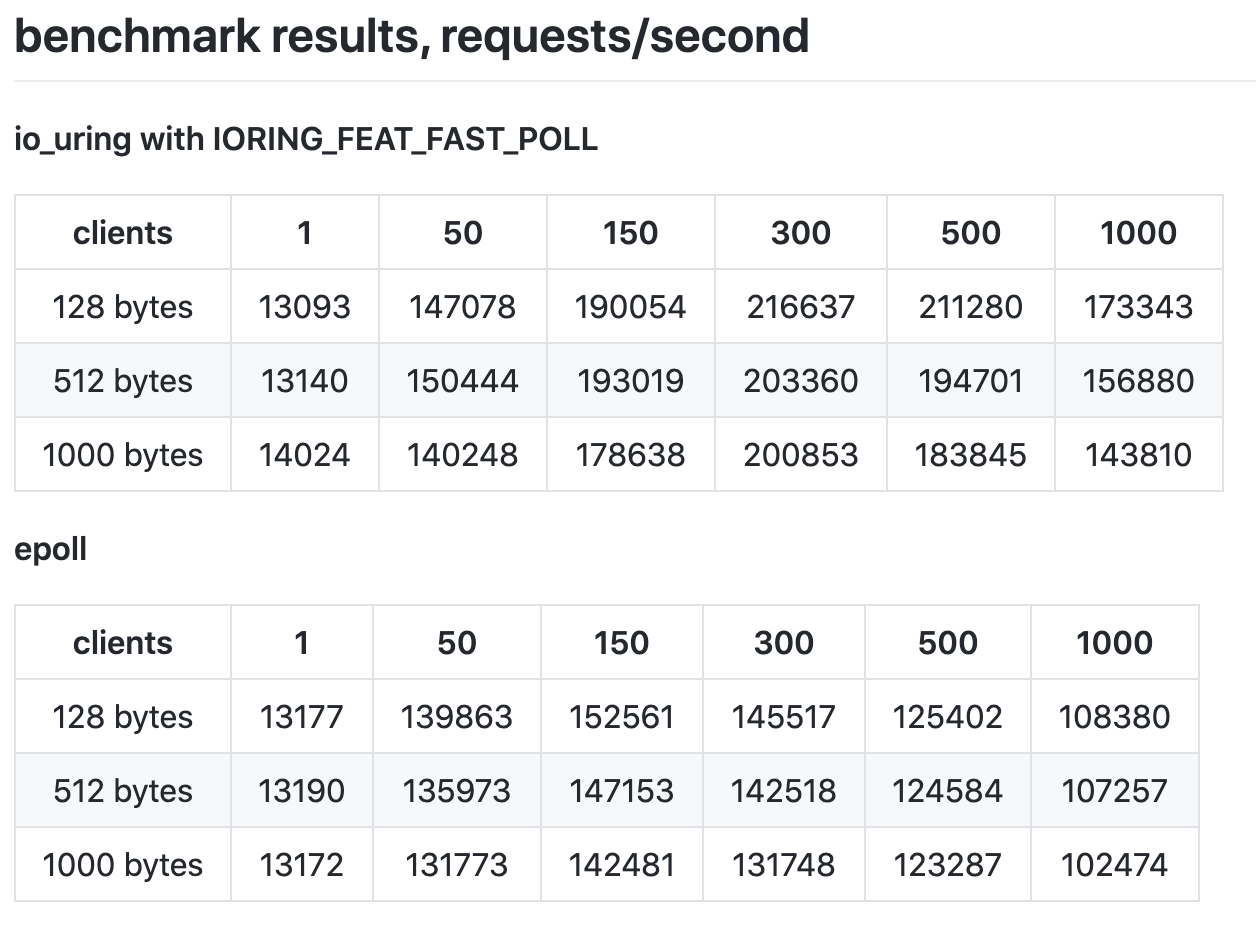 benchmark results, requests/second
io_uring with IORING_FEAT_FAST_POLL
clients 1 50 150 300 500 1000
128 bytes 13093 147078 190054 216637 211280 173343
512 bytes 13140 150444 193019 203360 194701 156880
1000 bytes 14024 140248 178638 200853 183845 143810
epoll
clients 1 50 150 300 500 1000
128 bytes 13177 139863 152561 145517 125402 108380
512 bytes 13190 135973 147153 142518 124584 107257
1000 bytes 13172 131773 142481 131748 123287 102474